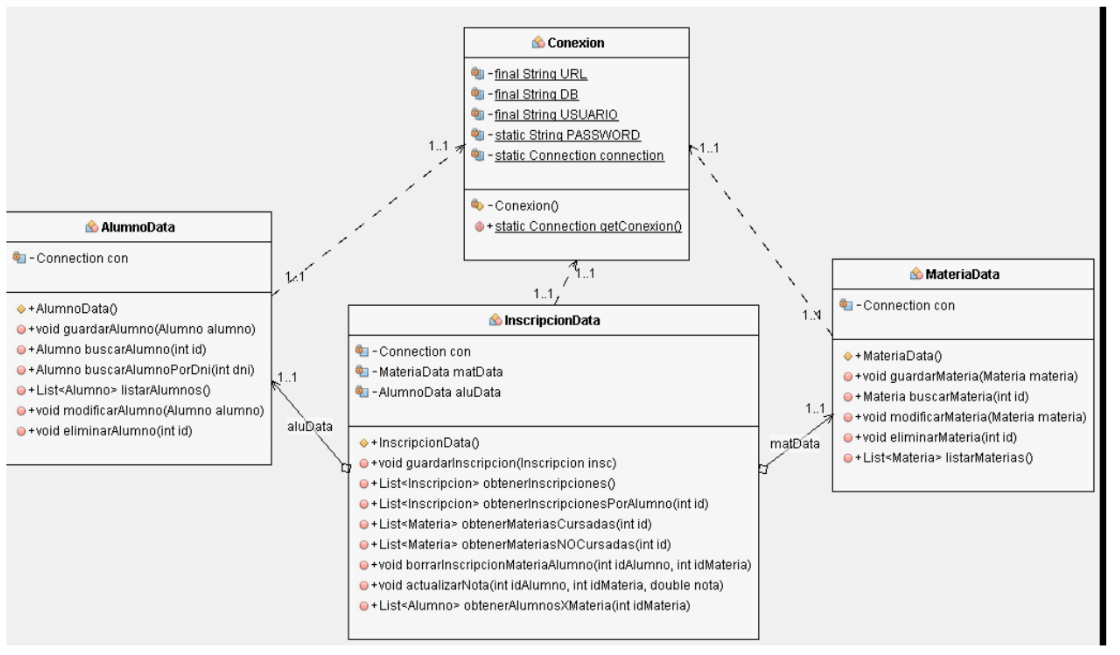 Conexion
-final String URL
-final String DB
-final String USUARIO
-static String PASSWORD
-static Connection connection
-Conexion()
+static Connection getConexion()
1..1
1..1
1..1
1..1
1..1
1..1
AlumnoData
-Connection con
+AlumnoData()
+void guardarAlumno(Alumno alumno)
+Alumno buscarAlumno(int id)
+Alumno buscarAlumnoPorDni(int dni)
+List<Alumno> listarAlumnos()
+void modificarAlumno(Alumno alumno)
+void eliminarAlumno(int id)
1..1
aluData
InscripcionData
-Connection con
-MateriaData matData
-AlumnoData aluData
+InscripcionData()
+void guardarInscripcion(Inscripcion insc)
+List<Inscripcion> obtenerInscripciones()
+List<Inscripcion> obtenerInscripcionesPorAlumno(int id)
+List<Materia> obtenerMateriasCursadas(int id)
+List<Materia> obtenerMateriasNOCursadas(int id)
+void borrarInscripcionMateriaAlumno(int idAlumno, int idMateria)
+void actualizarNota(int idAlumno, int idMateria, double nota)
+List<Alumno> obtenerAlumnosXMateria(int idMateria)
1..1
matData
MateriaData
-Connection con
+MateriaData()
+void guardarMateria(Materia materia)
+Materia buscarMateria(int id)
+void modificarMateria(Materia materia)
+void eliminarMateria(int id)
+List<Materia> listarMaterias()